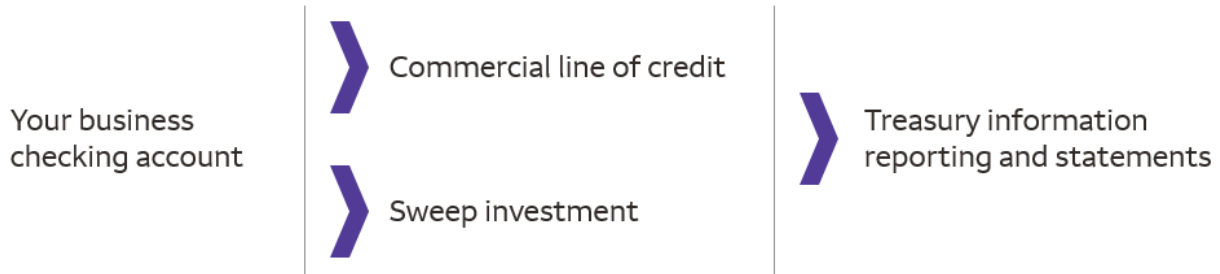 Your business
checking account
Commercial line of credit
Sweep investment
Treasury information
reporting and statements